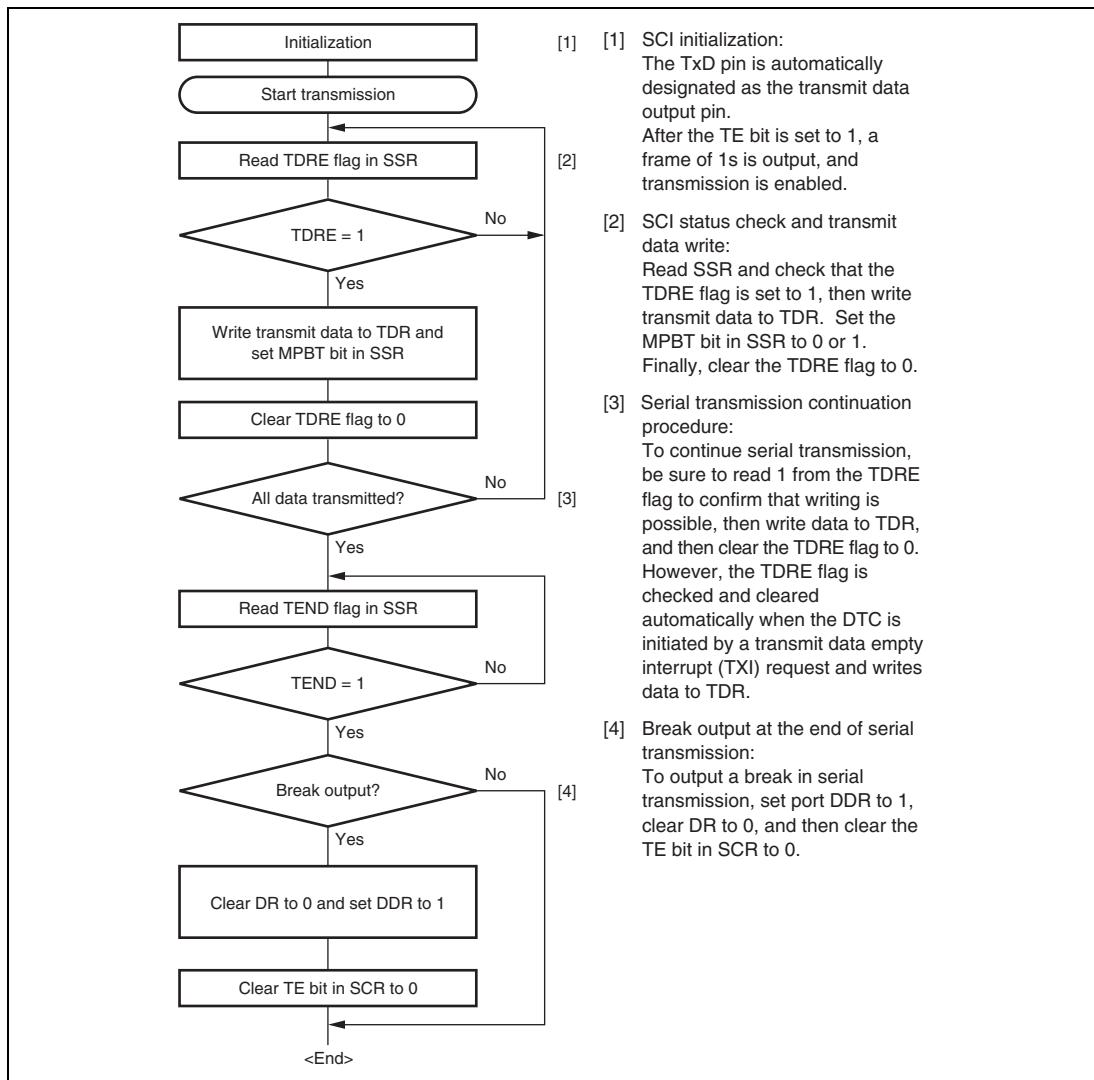 Initialization
[1]
Start transmission
Read TDRE flag in SSR
[2]
No
TDRE = 1
Yes
Write transmit data to TDR and
set MPBT bit in SSR
Clear TDRE flag to 0
No
All data transmitted?
[3]
Yes
Read TEND flag in SSR
No
TEND = 1
Yes
No
Break output?
[4]
Yes
Clear DR to 0 and set DDR to 1
Clear TE bit in SCR to 0
<End>
[1] SCI initialization:
The TxD pin is automatically
designated as the transmit data
output pin.
After the TE bit is set to 1, a
frame of 1s is output, and
transmission is enabled.
[2] SCI status check and transmit
data write:
Read SSR and check that the
TDRE flag is set to 1, then write
transmit data to TDR. Set the
MPBT bit in SSR to 0 or 1.
Finally, clear the TDRE flag to 0.
[3] Serial transmission continuation
procedure:
To continue serial transmission,
be sure to read 1 from the TDRE
flag to confirm that writing is
possible, then write data to TDR,
and then clear the TDRE flag to 0.
However, the TDRE flag is
checked and cleared
automatically when the DTC is
initiated by a transmit data empty
interrupt (TXI) request and writes
data to TDR.
[4] Break output at the end of serial
transmission:
To output a break in serial
transmission, set port DDR to 1,
clear DR to 0, and then clear the
TE bit in SCR to 0.